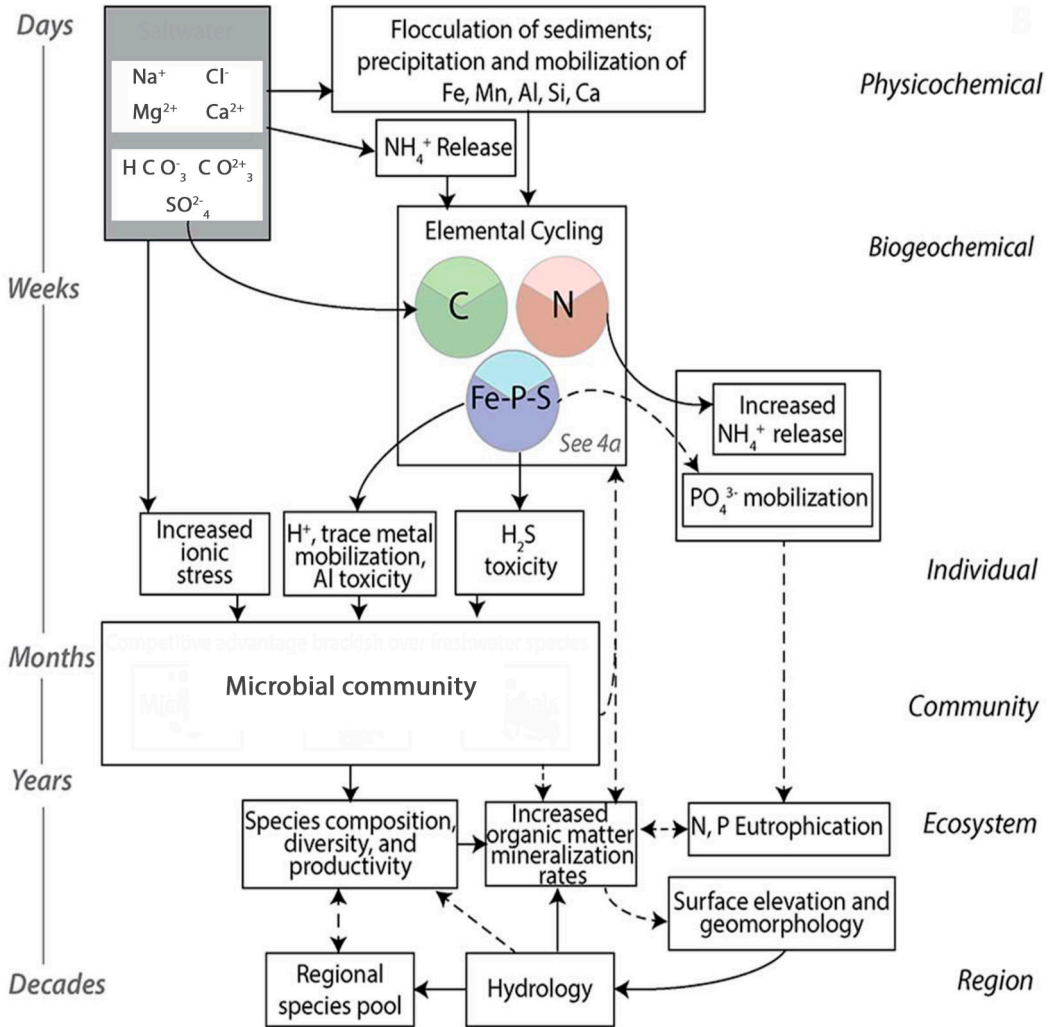 Days
Saltwater
Na⁺ Cl⁻
Mg²⁺ Ca²⁺
H C O⁻₃ C O²⁺₃
SO²⁻₄
Flocculation of sediments;
precipitation and mobilization of
Fe, Mn, Al, Si, Ca
Physicochemical
NH₄⁺ Release
Elemental Cycling
C
N
Fe-P-S
See 4a
Biogeochemical
Weeks
Increased
NH₄⁺ release
PO₄³⁻ mobilization
Increased
ionic
stress
H⁺, trace metal
mobilization,
Al toxicity
H₂S
toxicity
Individual
Months
Competitive advantage brackish over freshwater species
Microbial community
Community
Years
Species composition,
diversity, and
productivity
Increased
organic matter
mineralization
rates
N, P Eutrophication
Ecosystem
Surface elevation and
geomorphology
Decades
Regional
species pool
Hydrology
Region